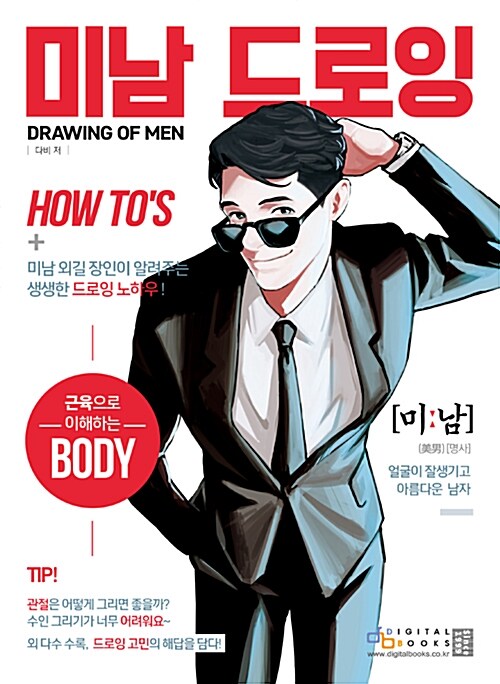 미남 드로잉
DRAWING OF MEN
| 다비 저 |
HOW TO'S
+
미남 외길 장인이 알려주는
생생한 드로잉 노하우!
근육으로
이해하는
BODY
[미:남]
(美男) [명사]
얼굴이 잘생기고
아름다운 남자
TIP!
관절은 어떻게 그리면 좋을까?
수인 그리기가 너무 어려워요~
외 다수 수록, 드로잉 고민의 해답을 담다!
DIGITAL
BOOKS
www.digitalbooks.co.kr
since
1999